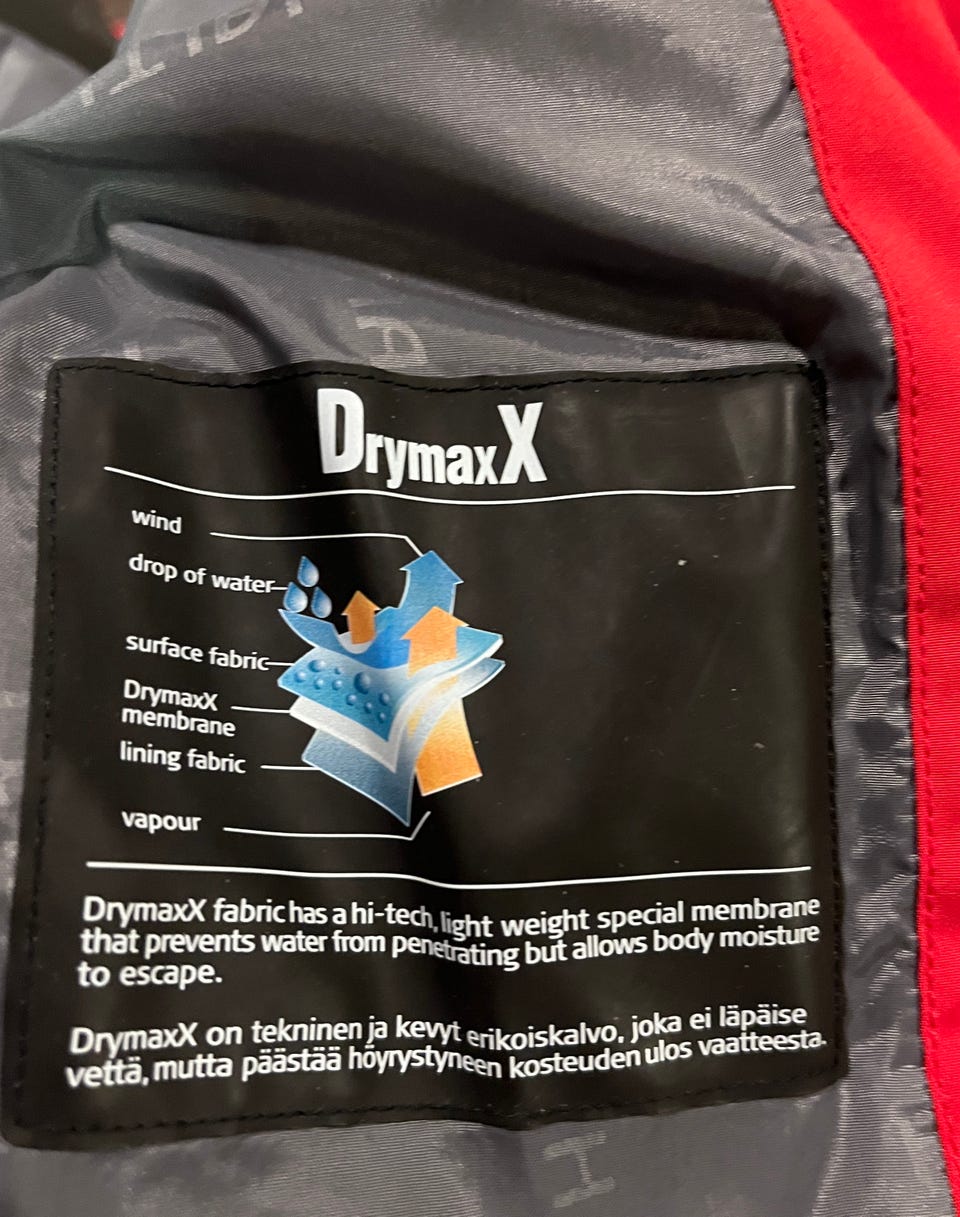 DrymaxX
wind
drop of water
surface fabric
DrymaxX
membrane
lining fabric
vapour
DrymaxX fabric has a hi-tech, light weight special membrane
that prevents water from penetrating but allows body moisture
to escape.
DrymaxX on tekninen ja kevyt erikoiskalvo, joka ei läpäise
vettä, mutta päästää höyrystyneen kosteuden ulos vaatteesta.